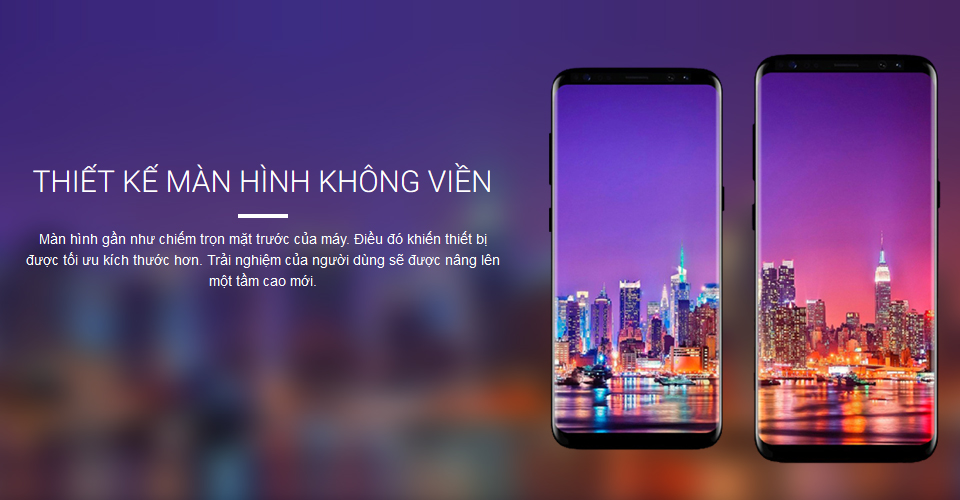 THIẾT KẾ MÀN HÌNH KHÔNG VIỀN
Màn hình gần như chiếm trọn mặt trước của máy. Điều đó khiến thiết bị
được tối ưu kích thước hơn. Trải nghiệm của người dùng sẽ được nâng lên
một tầm cao mới.